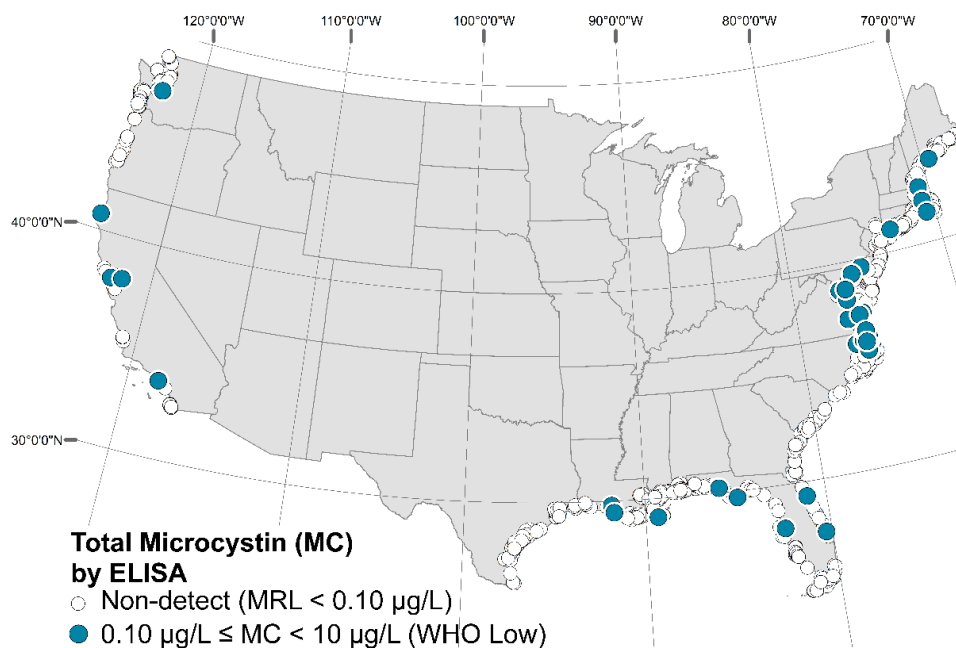 120°0'0"W 110°0'0"W 100°0'0"W 90°0'0"W 80°0'0"W 70°0'0"W
40°0'0"N
30°0'0"N
Total Microcystin (MC)
by ELISA
Non-detect (MRL < 0.10 µg/L)
0.10 µg/L ≤ MC < 10 µg/L (WHO Low)